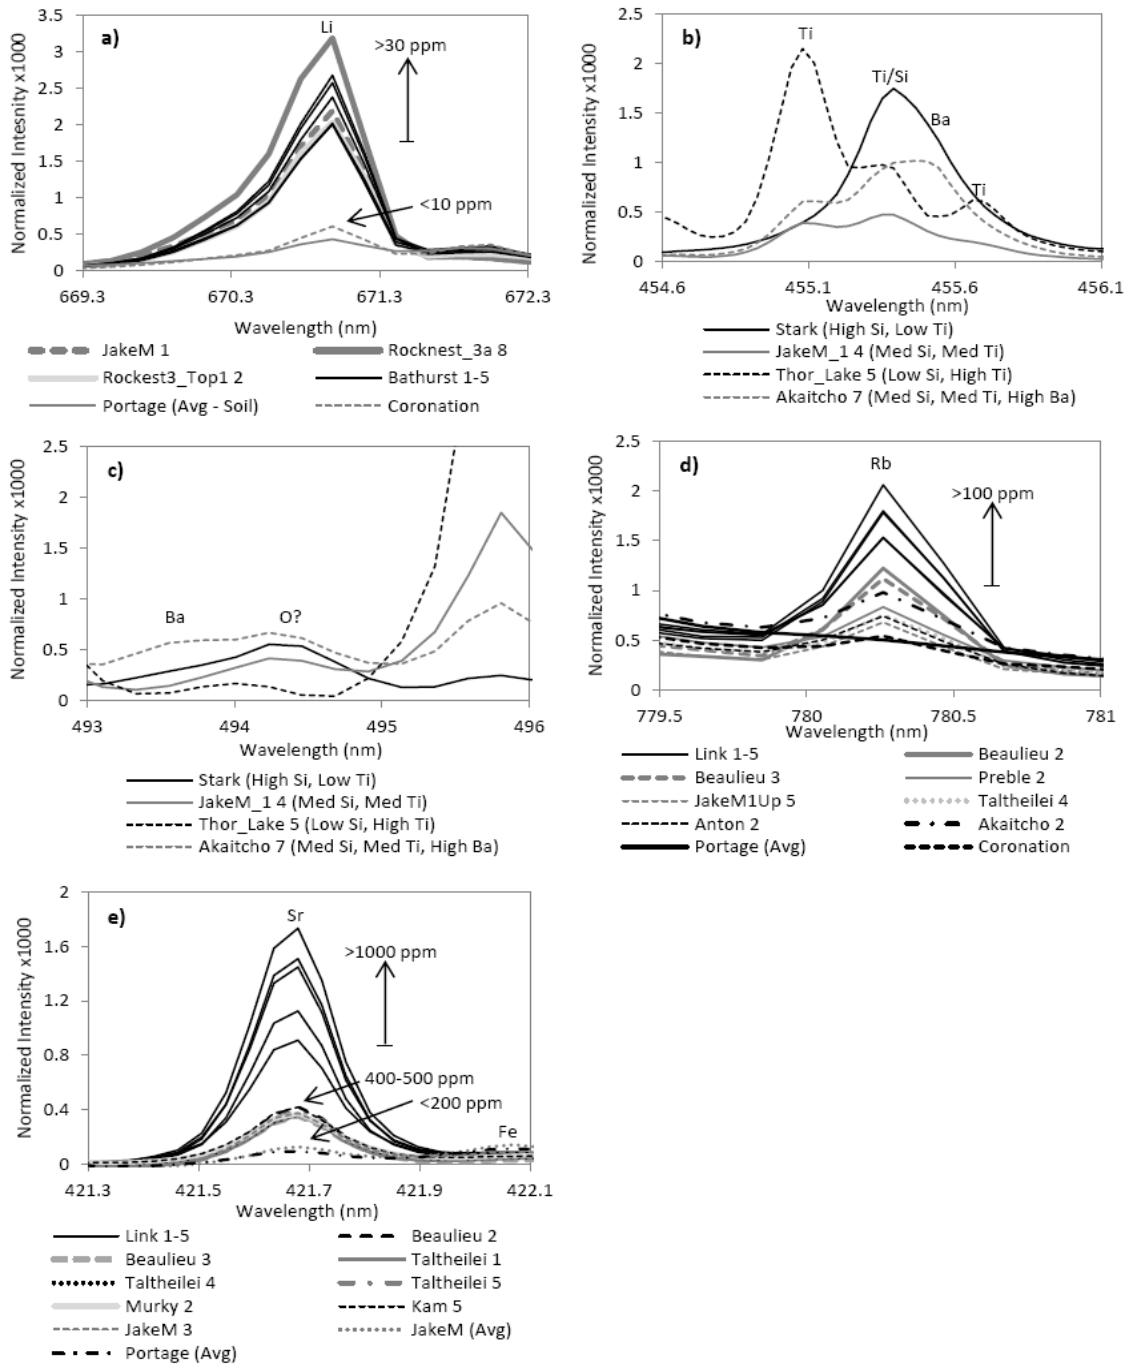 a)
Li
>30 ppm
<10 ppm
Normalized Intesnity x1000
3.5
3
2.5
2
1.5
1
0.5
0
669.3 670.3 671.3 672.3
Wavelength (nm)
JakeM 1 Rocknest_3a 8
Rockest3_Top1 2 Bathurst 1-5
Portage (Avg - Soil) Coronation
b)
Ti
Ti/Si
Ba
Ti
Normalized Intensity x1000
2.5
2
1.5
1
0.5
0
454.6 455.1 455.6 456.1
Wavelength (nm)
Stark (High Si, Low Ti)
JakeM_1 4 (Med Si, Med Ti)
Thor_Lake 5 (Low Si, High Ti)
Akaitcho 7 (Med Si, Med Ti, High Ba)
c)
Ba O?
Normalized Intensity x1000
2.5
2
1.5
1
0.5
0
493 494 495 496
Wavelength (nm)
Stark (High Si, Low Ti)
JakeM_1 4 (Med Si, Med Ti)
Thor_Lake 5 (Low Si, High Ti)
Akaitcho 7 (Med Si, Med Ti, High Ba)
d)
Rb
>100 ppm
Normalized Intensity x1000
2.5
2
1.5
1
0.5
0
779.5 780 780.5 781
Wavelength (nm)
Link 1-5 Beaulieu 2
Beaulieu 3 Preble 2
JakeM1Up 5 Taltheilei 4
Anton 2 Akaitcho 2
Portage (Avg) Coronation
e)
Sr
>1000 ppm
400-500 ppm
<200 ppm
Fe
Normalized Intensity x1000
2
1.6
1.2
0.8
0.4
0
421.3 421.5 421.7 421.9 422.1
Wavelength (nm)
Link 1-5 Beaulieu 2
Beaulieu 3 Taltheilei 1
Taltheilei 4 Taltheilei 5
Murky 2 Kam 5
JakeM 3 JakeM (Avg)
Portage (Avg)